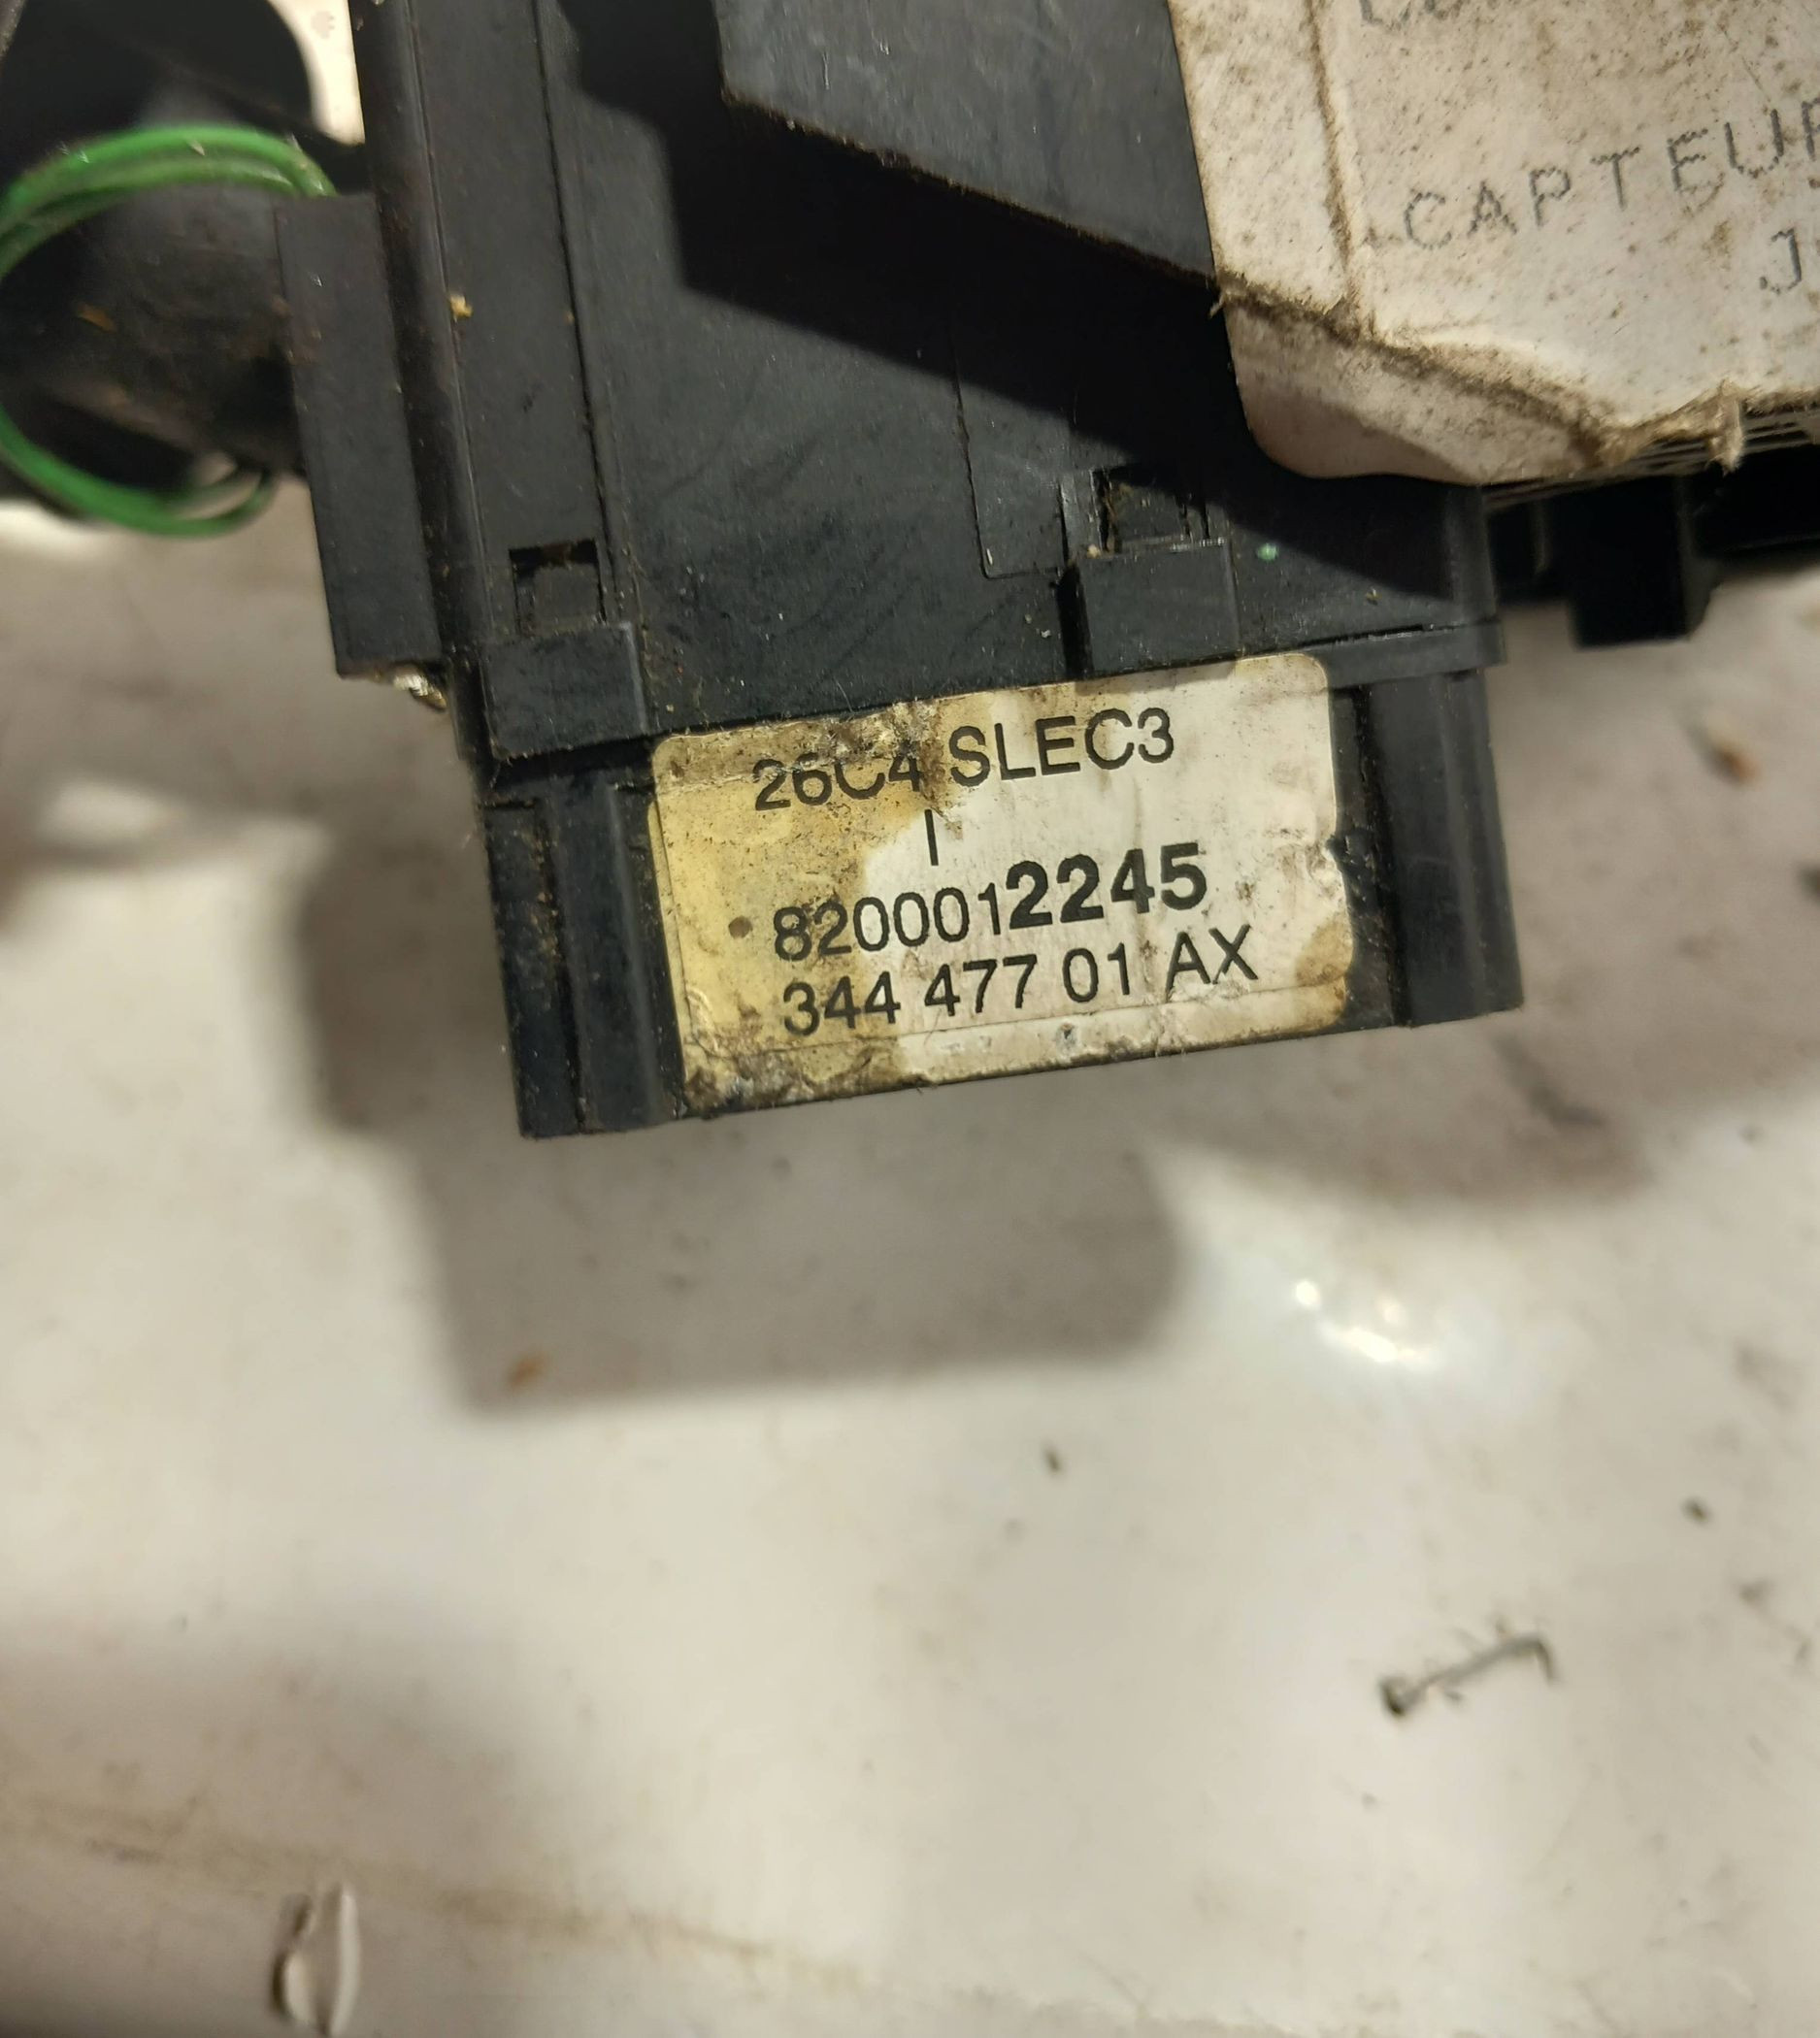 CAPTEUR
26C4 SLEC3
I
8200012245
344 477 01 AX